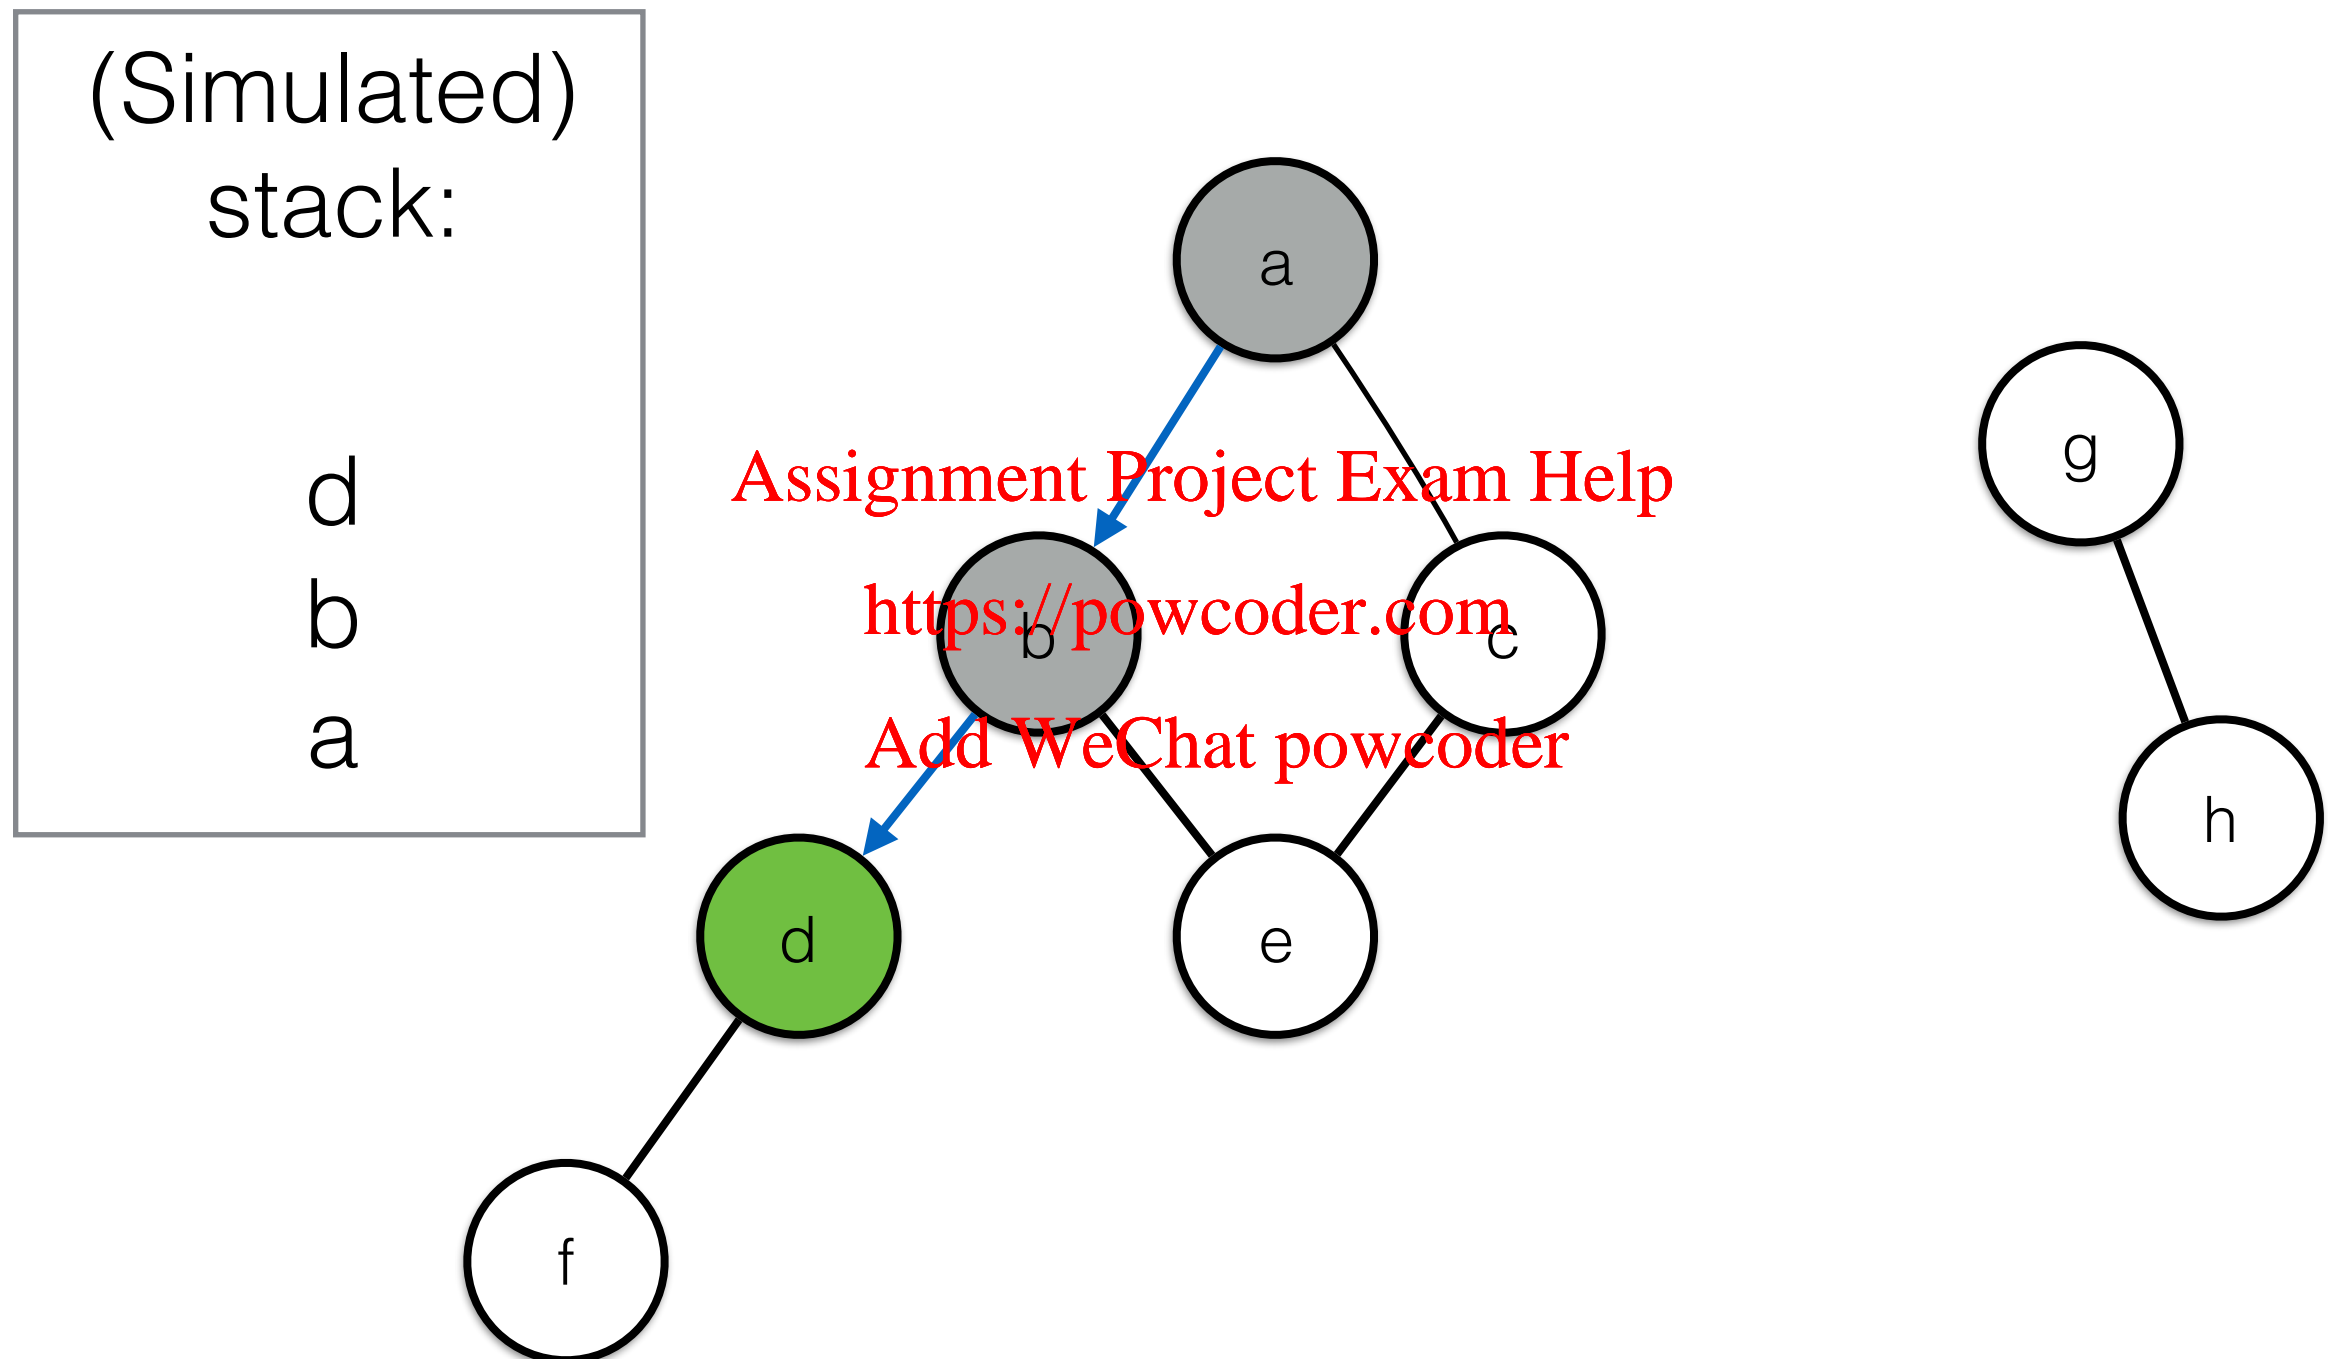 (Simulated)
stack:
d
b
a
a
Assignment Project Exam Help
g
https://powcoder.com
b
c
Add WeChat powcoder
h
d
e
f